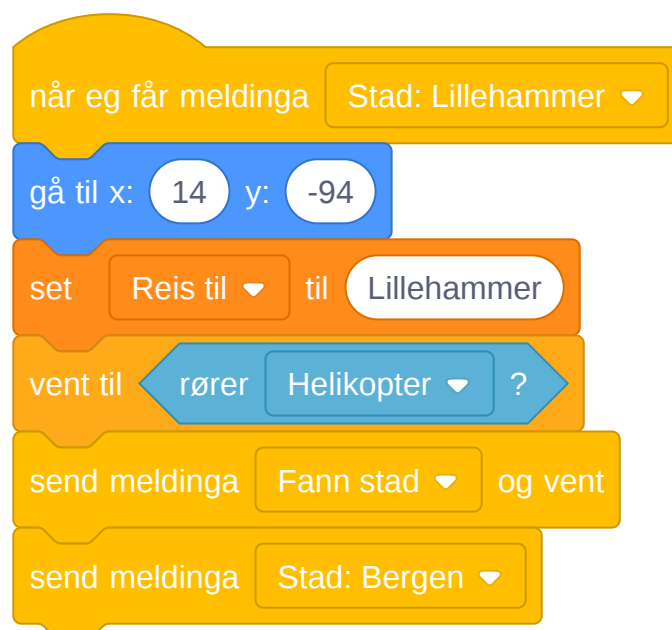 når eg får meldinga Stad: Lillehammer
gå til x: 14 y: -94
set Reis til til Lillehammer
vent til rører Helikopter ?
send meldinga Fann stad og vent
send meldinga Stad: Bergen